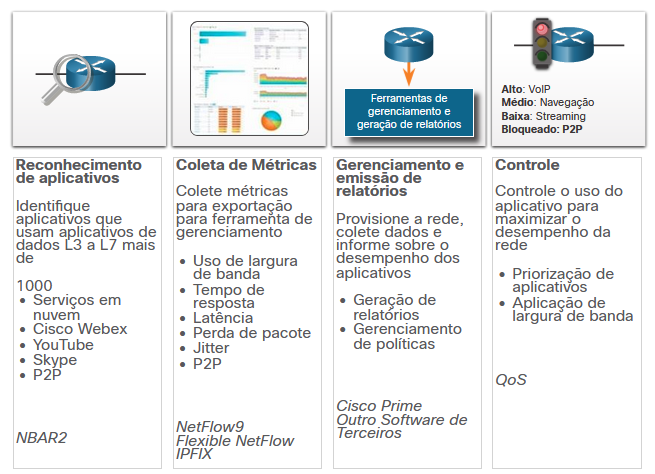 Ferramentas de
gerenciamento e
geração de relatórios
Alto: VoIP
Médio: Navegação
Baixa: Streaming
Bloqueado: P2P
Reconhecimento
de aplicativos
Identifique
aplicativos que
usam aplicativos de
dados L3 a L7 mais
de
1000
• Serviços em
nuvem
• Cisco Webex
• YouTube
• Skype
• P2P
NBAR2
Coleta de Métricas
Colete métricas
para exportação
para ferramenta de
gerenciamento
• Uso de largura
de banda
• Tempo de
resposta
• Latência
• Perda de pacote
• Jitter
• P2P
NetFlow9
Flexible NetFlow
IPFIX
Gerenciamento e
emissão de
relatórios
Provisione a rede,
colete dados e
informe sobre o
desempenho dos
aplicativos
• Geração de
relatórios
• Gerenciamento
de políticas
Cisco Prime
Outro Software de
Terceiros
Controle
Controle o uso do
aplicativo para
maximizar o
desempenho da
rede
• Priorização de
aplicativos
• Aplicação de
largura de banda
QoS